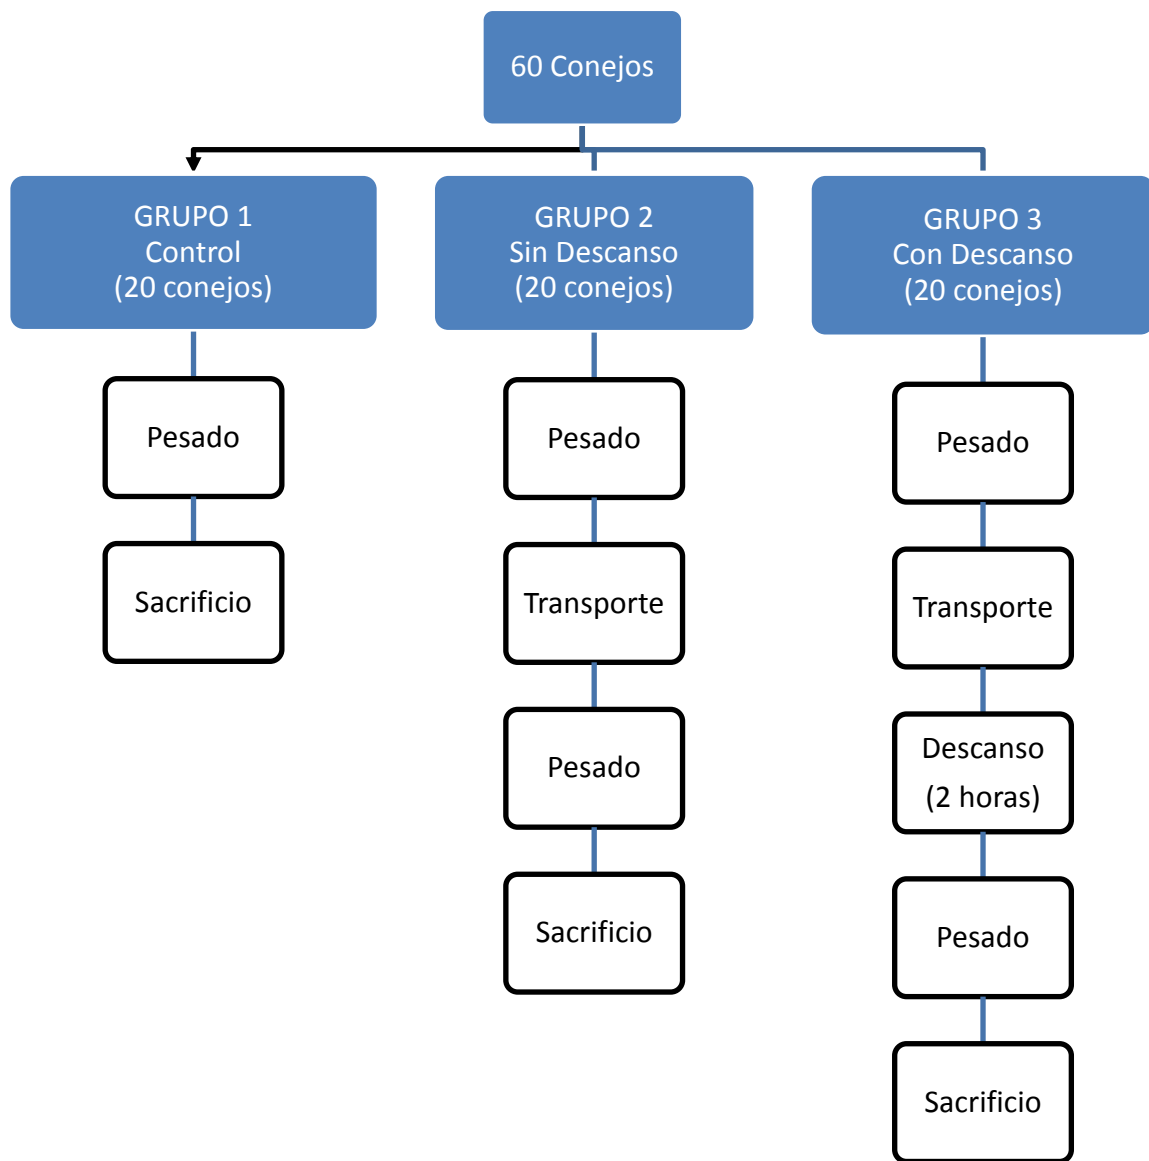 60 Conejos
GRUPO 1
Control
(20 conejos)
Pesado
Sacrificio
GRUPO 2
Sin Descanso
(20 conejos)
Pesado
Transporte
Pesado
Sacrificio
GRUPO 3
Con Descanso
(20 conejos)
Pesado
Transporte
Descanso
(2 horas)
Pesado
Sacrificio